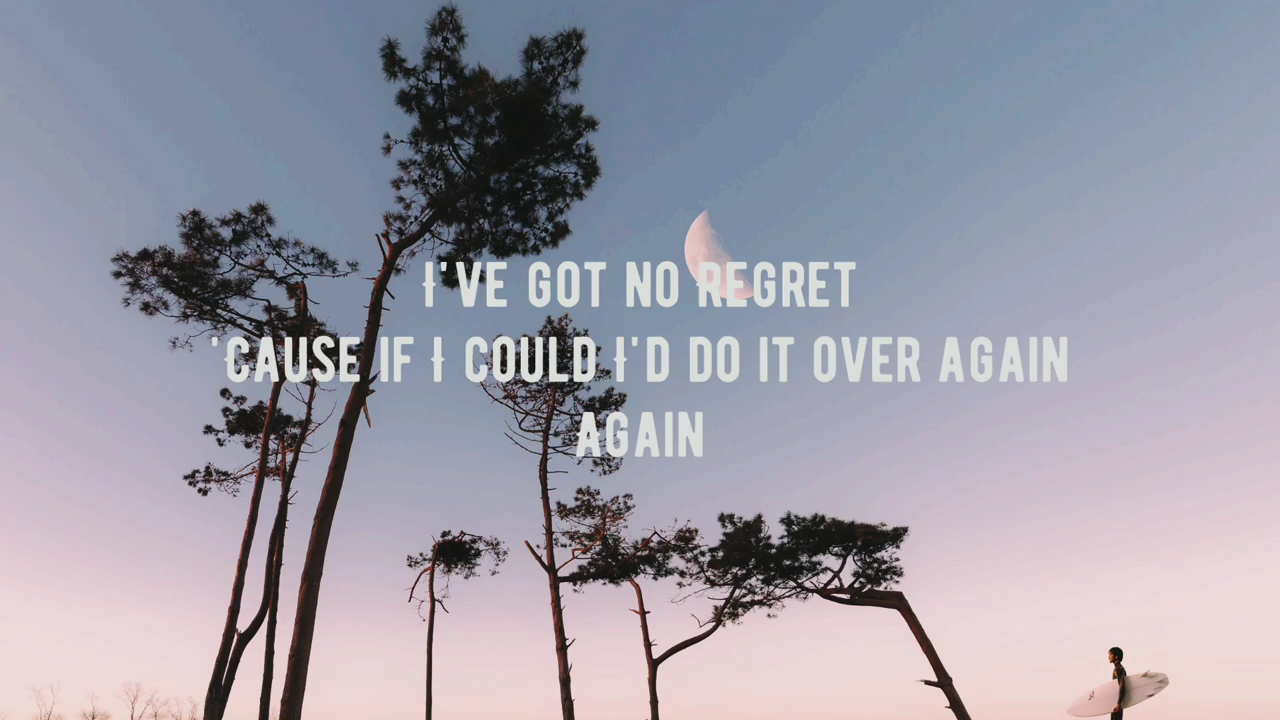 I'VE GOT NO REGRET
'CAUSE IF I COULD I'D DO IT OVER AGAIN
AGAIN